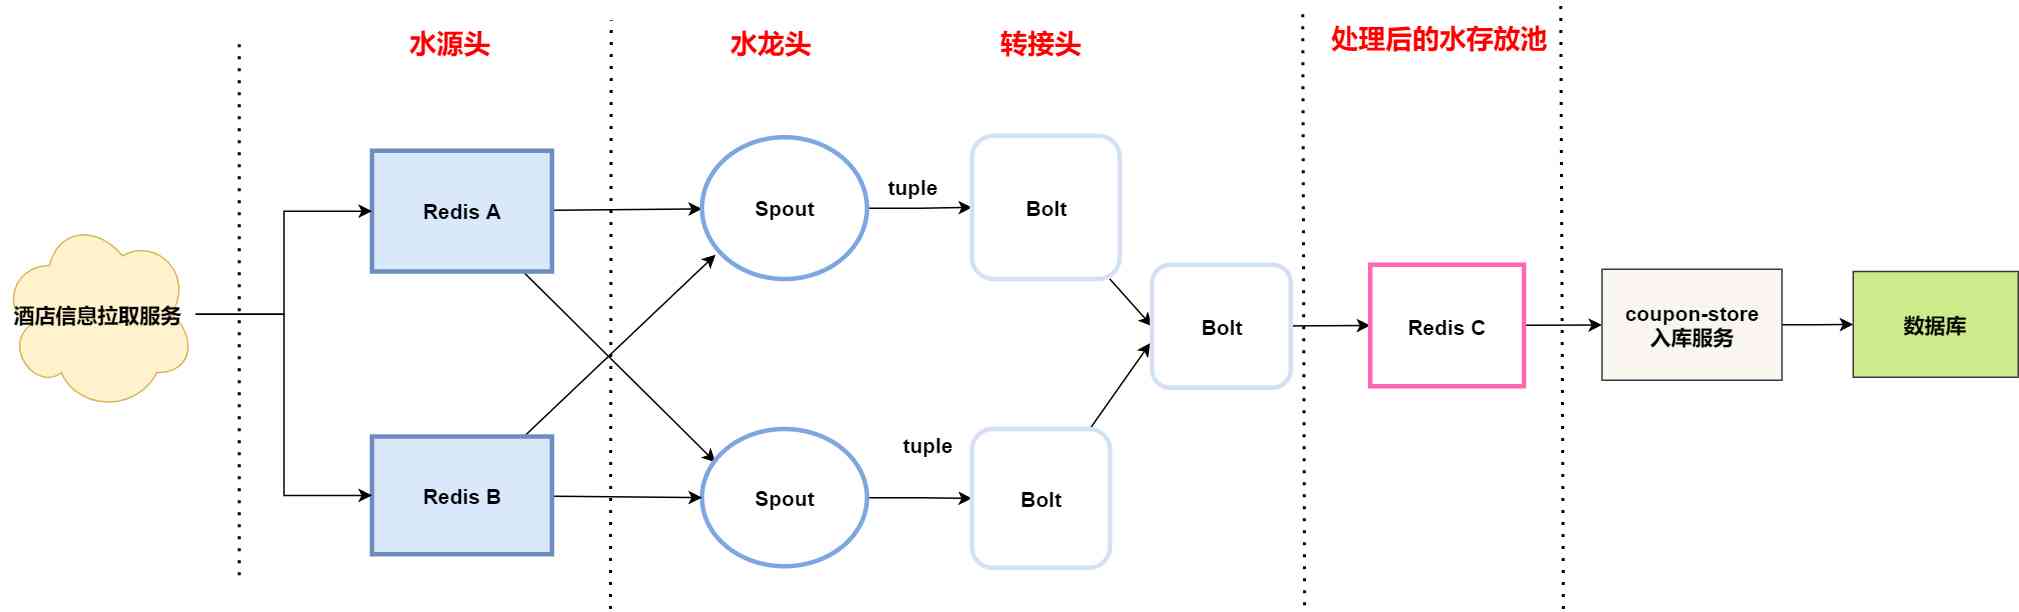 水源头
水龙头
转接头
处理后的水存放池
酒店信息拉取服务
Redis A
Redis B
Spout
tuple
Bolt
Spout
tuple
Bolt
Bolt
Redis C
coupon-store
入库服务
数据库